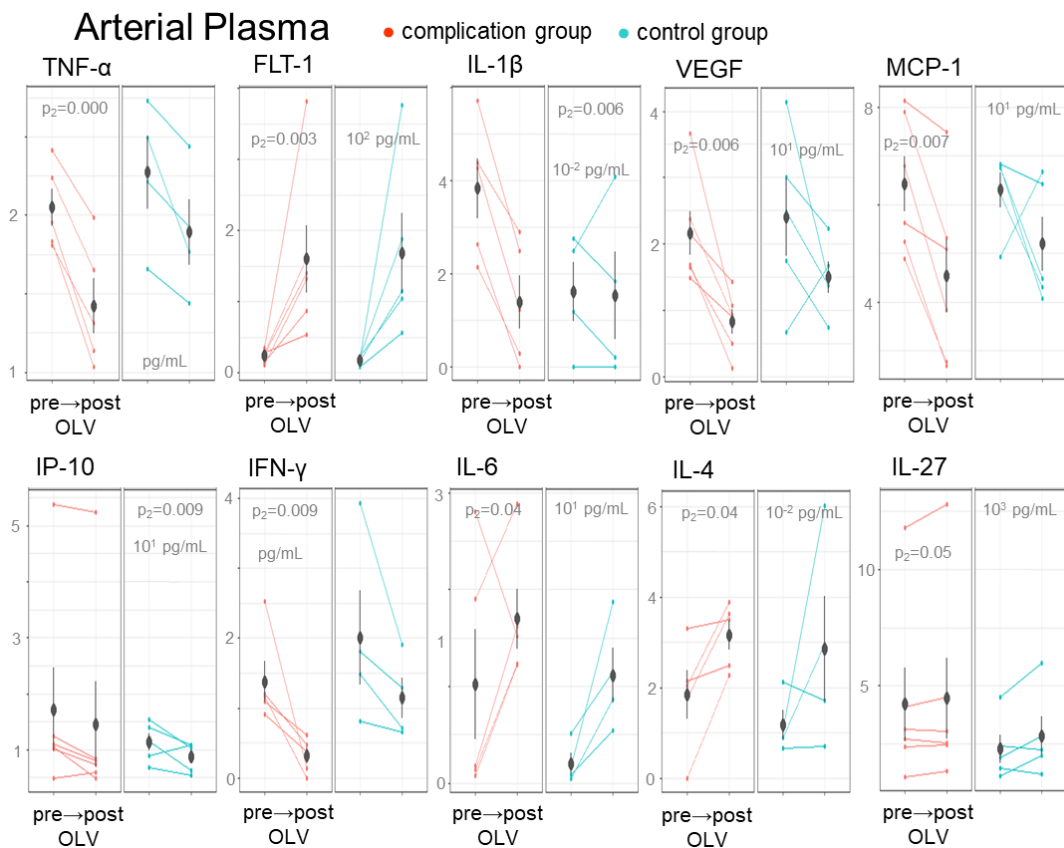 Arterial Plasma
complication group
control group
TNF-α
FLT-1
IL-1β
VEGF
MCP-1
p₂=0.000
pg/mL
2
1
p₂=0.003
10² pg/mL
2
0
p₂=0.006
10⁻² pg/mL
4
2
0
p₂=0.006
10¹ pg/mL
4
2
0
p₂=0.007
10¹ pg/mL
8
4
pre→post
OLV
pre→post
OLV
pre→post
OLV
pre→post
OLV
pre→post
OLV
IP-10
IFN-γ
IL-6
IL-4
IL-27
p₂=0.009
10¹ pg/mL
5
3
1
p₂=0.009
pg/mL
4
2
0
p₂=0.04
10¹ pg/mL
3
1
0
p₂=0.04
10⁻² pg/mL
6
4
2
0
p₂=0.05
10³ pg/mL
10
5
pre→post
OLV
pre→post
OLV
pre→post
OLV
pre→post
OLV
pre→post
OLV